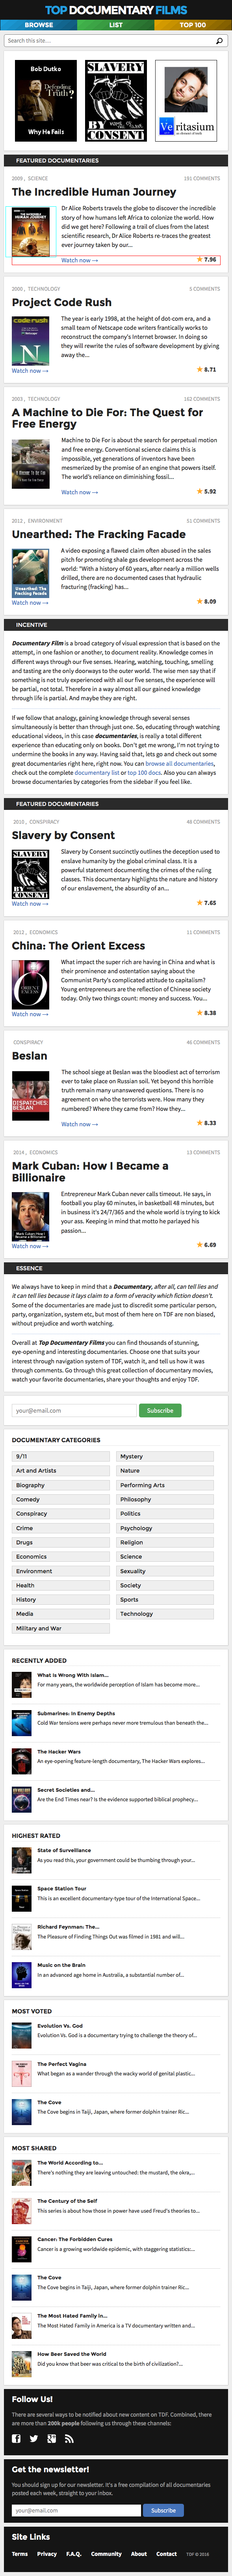 TOP DOCUMENTARY FILMS
BROWSE
LIST
TOP 100
Search this site...
Bob Dutko
Defending Truth?
Why He Fails
SLAVERY
BY
CONSENT
Veritasium
FEATURED DOCUMENTARIES
2009 , SCIENCE
191 COMMENTS
The Incredible Human Journey
Dr Alice Roberts travels the globe to discover the incredible
story of how humans left Africa to colonize the world. How
did we get here? Following a trail of clues from the latest
scientific research, Dr Alice Roberts re-traces the greatest
ever journey taken by our...
Watch now →
7.96
2000 , TECHNOLOGY
5 COMMENTS
Project Code Rush
The year is early 1998, at the height of dot-com era, and a
small team of Netscape code writers frantically works to
reconstruct the company's Internet browser. In doing so
they will rewrite the rules of software development by giving
away the...
Watch now →
8.71
2003 , TECHNOLOGY
162 COMMENTS
A Machine to Die For: The Quest for
Free Energy
Machine to Die For is about the search for perpetual motion
and free energy. Conventional science claims this is
impossible, yet generations of inventors have been
mesmerized by the promise of an engine that powers itself.
The world's reliance on diminishing fossil...
Watch now →
5.92
2013 , ENVIRONMENT
51 COMMENTS
Unearthed: The Fracking Facade
A video exposing a flawed claim often abused in the sales
pitch for promoting shale gas development across the
world: "With a history of 60 years, after nearly a million wells
drilled, there are no documented cases that hydraulic
fracturing (fracking) has...
Watch now →
8.09
INCENTIVE
Documentary Film is a broad category of visual expression that is based on the
attempt, in one fashion or another, to document reality. Knowledge comes in
different ways through our five senses. Hearing, watching, touching, smelling
and tasting are the only doorways to the outer world. The wise men say that if
something is not truly experienced with all our five senses, the experience will
be partial, not total. Therefore in a way almost all our gained knowledge
through life is partial. And maybe they are right.
If we follow that analogy, gaining knowledge through several senses
simultaneously is better than through just one. So, educating through watching
educational videos, in this case documentaries, is really a total different
experience than educating only on books. Don't get me wrong, I'm not trying to
undermine the books in any way. Having said that, lets go and check out some
great documentaries right here, right now. You can browse all documentaries,
check out the complete documentary list or top 100 docs. Also you can always
browse documentaries by categories from the sidebar if you feel like.
FEATURED DOCUMENTARIES
2010 , CONSPIRACY
46 COMMENTS
Slavery by Consent
Slavery by Consent succinctly outlines the deception used to
enslave humanity by the global criminal class. It is a
powerful statement documenting the crimes of the ruling
class. This documentary highlights the nature and history
of our enslavement, the absurdity of an...
Watch now →
7.65
2012 , ECONOMICS
11 COMMENTS
China: The Orient Excess
What impact the super rich are having in China and what is
their prominence and ostentation saying about the
Communist Party's complicated attitude to capitalism?
Young entrepreneurs are the reflection of Chinese society
today. Only two things count: money and success. You...
Watch now →
8.38
CONSPIRACY
46 COMMENTS
Beslan
The school siege at Beslan was the bloodiest act of terrorism
ever to take place on Russian soil. Yet beyond this horrible
truth remain many unanswered questions. There is no
agreement on who the terrorists were. How many they
numbered? Where they came from? How they...
Watch now →
8.33
2014 , ECONOMICS
13 COMMENTS
Mark Cuban: How I Became a
Billionaire
Entrepreneur Mark Cuban never calls timeout. He says, in
football you play 60 minutes, in basketball 48 minutes, but
in business it's 24/7/365 and the whole world is trying to kick
your ass. Keeping in mind that moto he parlayed his
passion...
Watch now →
6.69
ESSENCE
We always have to keep in mind that a Documentary, after all, can tell lies and
it can tell lies because it lays claim to a form of veracity which fiction doesn't.
Some of the documentaries are made just to discredit some particular person,
party, organization, system etc, but most of them here on TDF are non biased,
without prejudice and worth watching.
Overall at Top Documentary Films you can find thousands of stunning,
eye-opening and interesting documentaries. Choose one that suits your
interest through navigation system of TDF, watch it, and tell us how it was
through comments. Go through this great collection of documentary movies,
watch your favorite documentaries, share your thoughts and enjoy TDF.
your@email.com
Subscribe
DOCUMENTARY CATEGORIES
9/11
Mystery
Art and Artists
Nature
Biography
Performing Arts
Comedy
Philosophy
Conspiracy
Politics
Crime
Psychology
Drugs
Religion
Economics
Science
Environment
Sexuality
Health
Society
History
Sports
Media
Technology
Military and War
RECENTLY ADDED
What Is Wrong With Islam...
For many years, the worldwide perception of Islam has become more...
Submarines: In Enemy Depths
Cold War tensions were perhaps never more tremulous than beneath the...
The Hacker Wars
An eye-opening feature-length documentary, The Hacker Wars explores...
Secret Societies and...
Are the End Times near? Is the evidence supported biblical prophecy...
HIGHEST RATED
State of Surveillance
As you read this, your government could be thumbing through your...
Space Station Tour
This is an excellent documentary-type tour of the International Space...
Richard Feynman: The...
The Pleasure of Finding Things Out was filmed in 1981 and will...
Music on the Brain
In an advanced age home in Australia, a substantial number of...
MOST VOTED
Evolution Vs. God
Evolution Vs. God is a documentary trying to challenge the theory of...
The Perfect Vagina
What began as a wander through the wacky world of genital plastic...
The Cove
The Cove begins in Taiji, Japan, where former dolphin trainer Ric...
MOST SHARED
The World According to...
There's nothing they are leaving untouched: the mustard, the okra,...
The Century of the Self
This series is about how those in power have used Freud's theories to...
Cancer: The Forbidden Cures
Cancer is a growing worldwide epidemic, with staggering statistics:...
The Cove
The Cove begins in Taiji, Japan, where former dolphin trainer Ric...
The Most Hated Family in...
The Most Hated Family in America is a TV documentary written and...
How Beer Saved the World
Did you know that beer was critical to the birth of civilization?...
Follow Us!
There are several ways to be notified about new content on TDF. Combined, there
are more than 200k people following us through these channels:
Get the newsletter!
You should sign up for our newsletter. It's a free compilation of all documentaries
posted each week, straight to your inbox.
your@email.com
Subscribe
Site Links
Terms
Privacy
F.A.Q.
Community
About
Contact
TDF © 2016